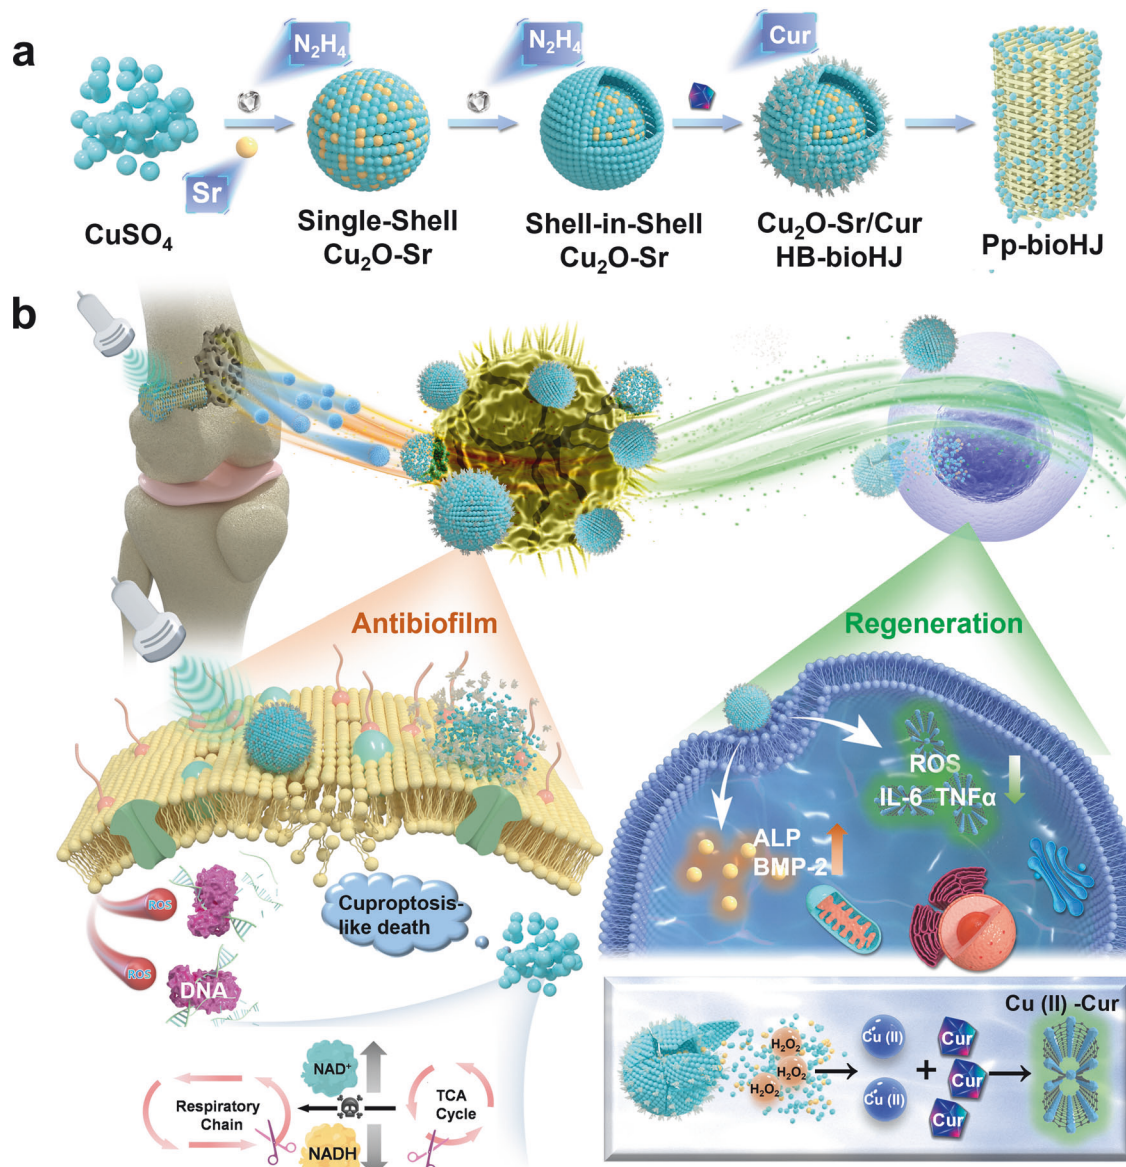 a
N₂H₄
N₂H₄
Cur
Sr
CuSO₄
Single-Shell
Cu₂O-Sr
Shell-in-Shell
Cu₂O-Sr
Cu₂O-Sr/Cur
HB-bioHJ
Pp-bioHJ
b
Antibiofilm
Regeneration
ROS
IL-6 TNFα
ALP
BMP-2
ROS
ROS
DNA
Cuproptosis-
like death
NAD⁺
NADH
Respiratory
Chain
TCA
Cycle
H₂O₂
H₂O₂
H₂O₂
Cu (II)
Cu (II)
+
Cur
Cur
Cur
Cu (II) -Cur